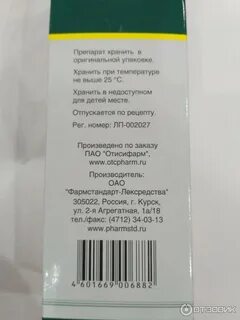 Препарат хранить в
оригинальной упаковке.
Хранить при температуре
не выше 25 °С.
Хранить в недоступном
для детей месте.
Отпускается по рецепту.
Рег. номер: ЛП-002027
Произведено по заказу
ПАО "Отисифарм",
www.otcpharm.ru
Производитель:
ОАО
"Фармстандарт-Лексредства"
305022, Россия, г. Курск,
ул. 2-я Агрегатная, 1а/18
тел./факс: (4712) 34-03-13
www.pharmstd.ru
4 601669 006882
ОТЗОВИК